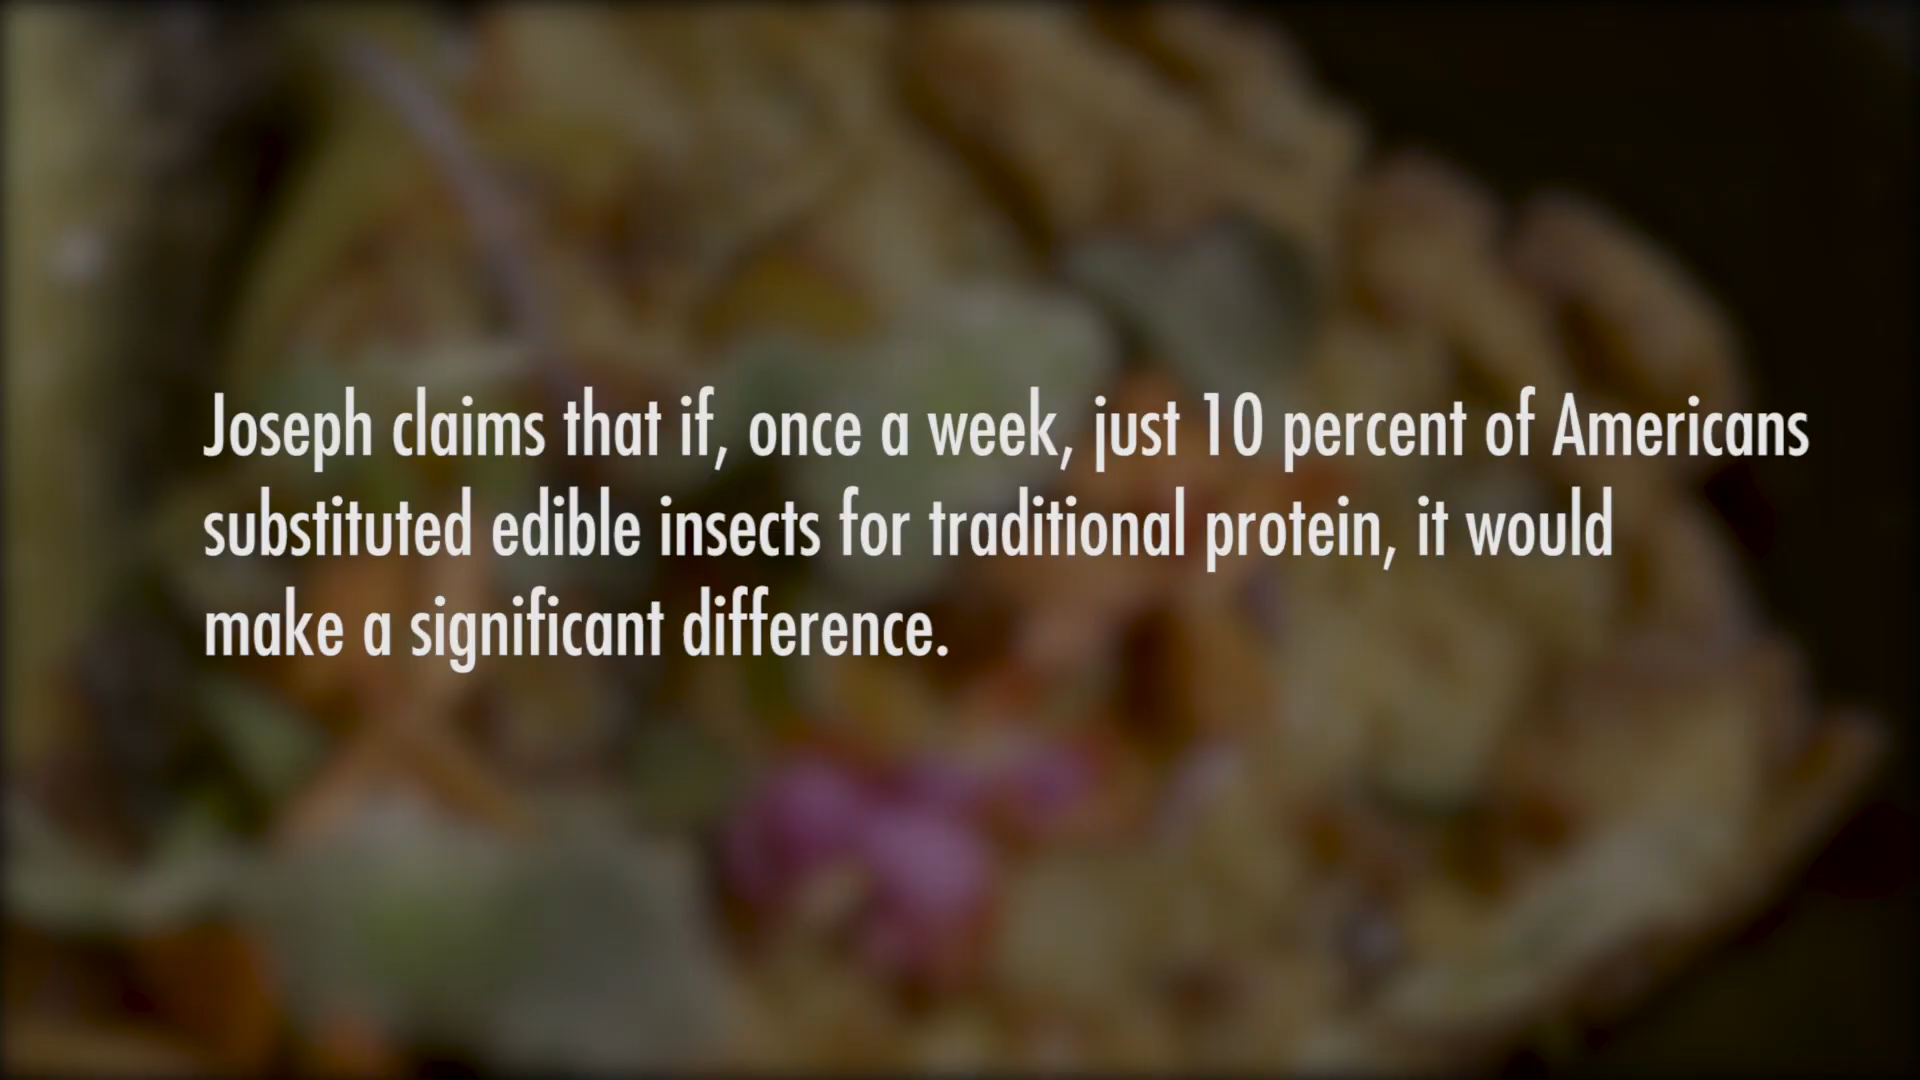 Joseph claims that if, once a week, just 10 percent of Americans
substituted edible insects for traditional protein, it would
make a significant difference.